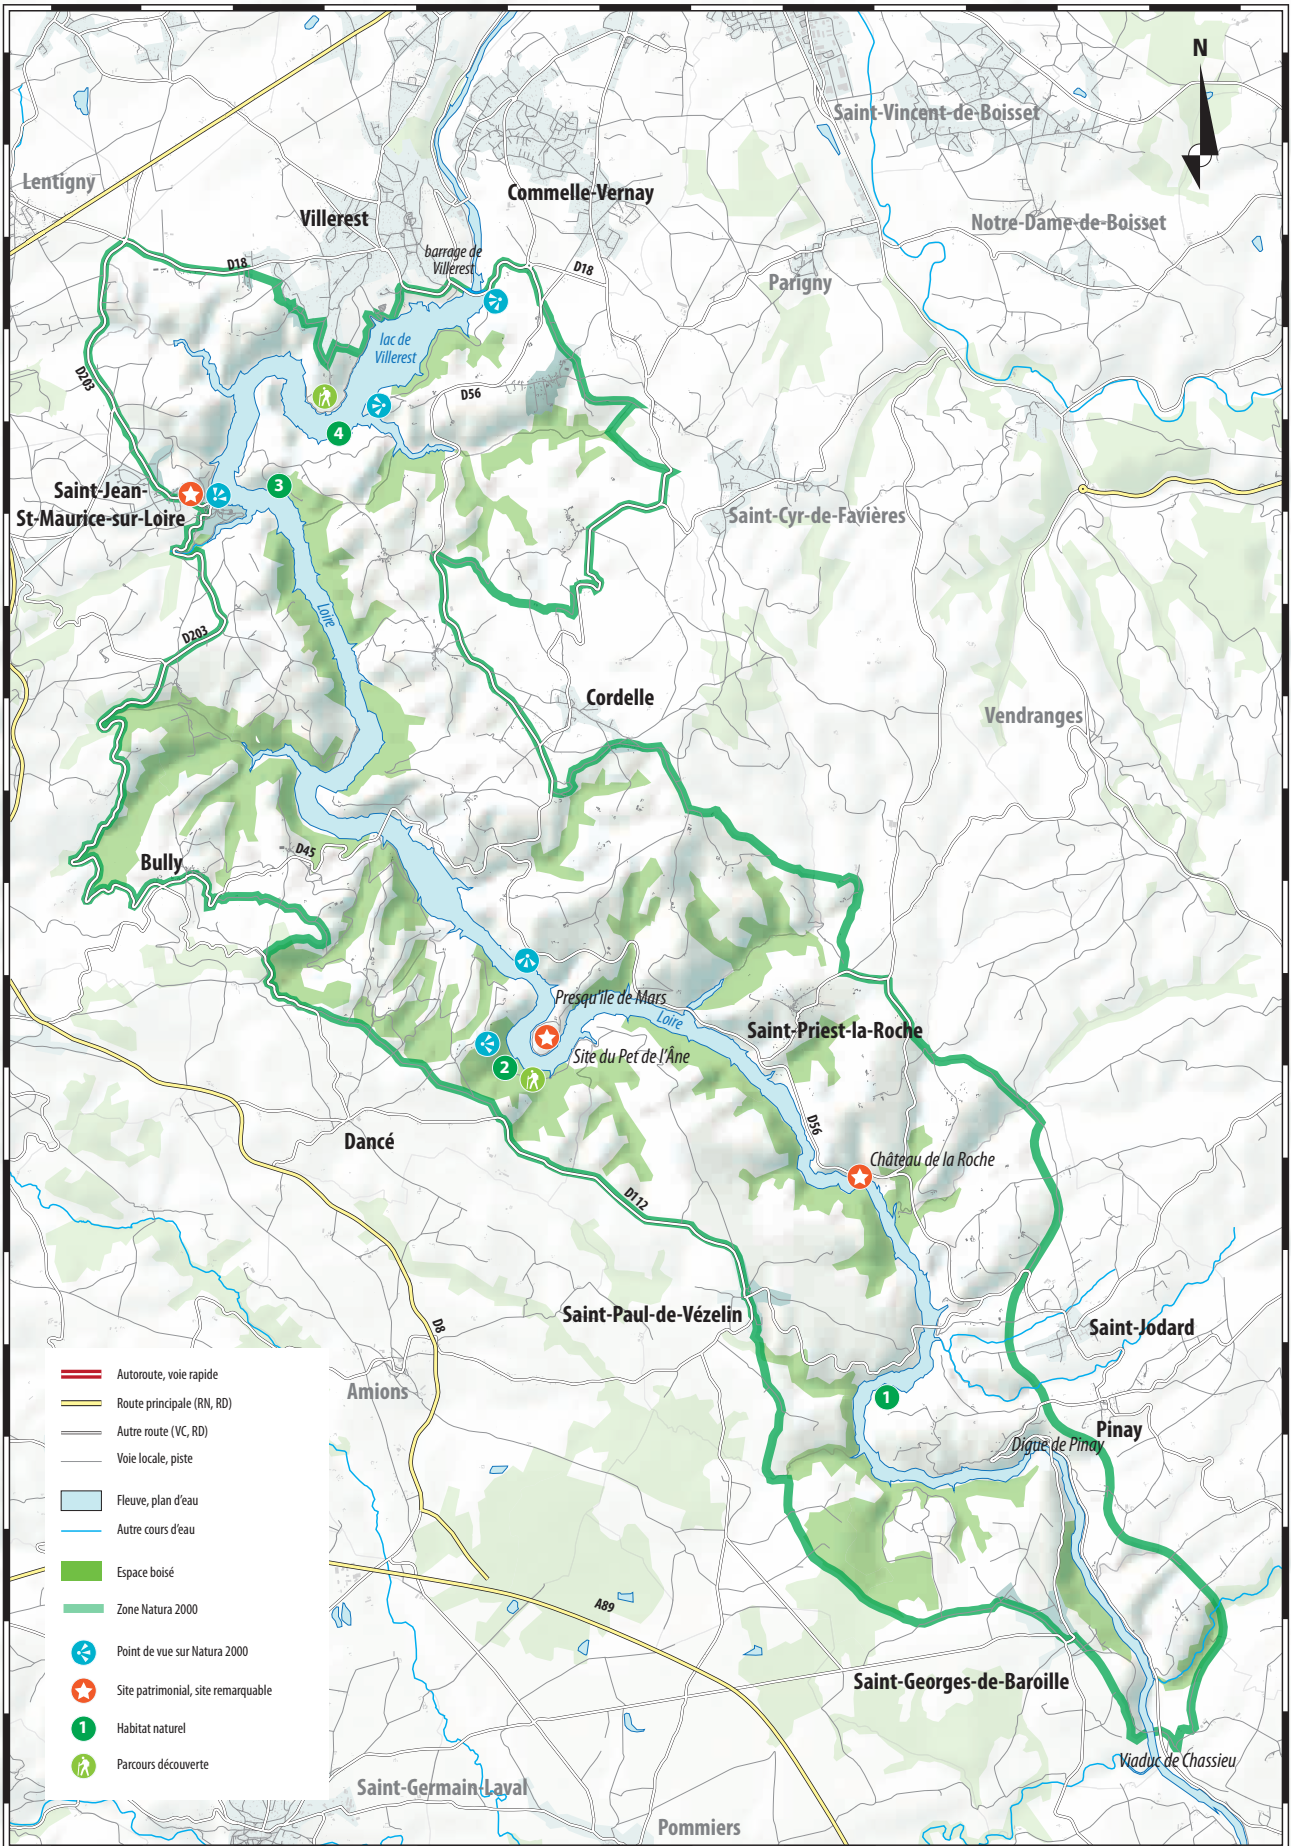 N
Saint-Vincent-de-Boisset
Lentigny
Commelle-Vernay
Villerest
Notre-Dame-de-Boisset
barrage de
Villerest
D18
D18
Parigny
lac de
Villerest
D203
D56
4
3
Saint-Jean-
St-Maurice-sur-Loire
Saint-Cyr-de-Favières
Loire
D203
Cordelle
Vendranges
D45
Bully
Presqu'île de Mars
Loire
Saint-Priest-la-Roche
Site du Pet de l'Âne
2
D56
Dancé
Château de la Roche
D112
Saint-Paul-de-Vézelin
D8
Saint-Jodard
Amions
1
Pinay
Digue de Pinay
A89
Saint-Georges-de-Baroille
Viaduc de Chassieu
Saint-Germain-Laval
Pommiers
Autoroute, voie rapide
Route principale (RN, RD)
Autre route (VC, RD)
Voie locale, piste
Fleuve, plan d'eau
Autre cours d'eau
Espace boisé
Zone Natura 2000
Point de vue sur Natura 2000
Site patrimonial, site remarquable
1 Habitat naturel
Parcours découverte